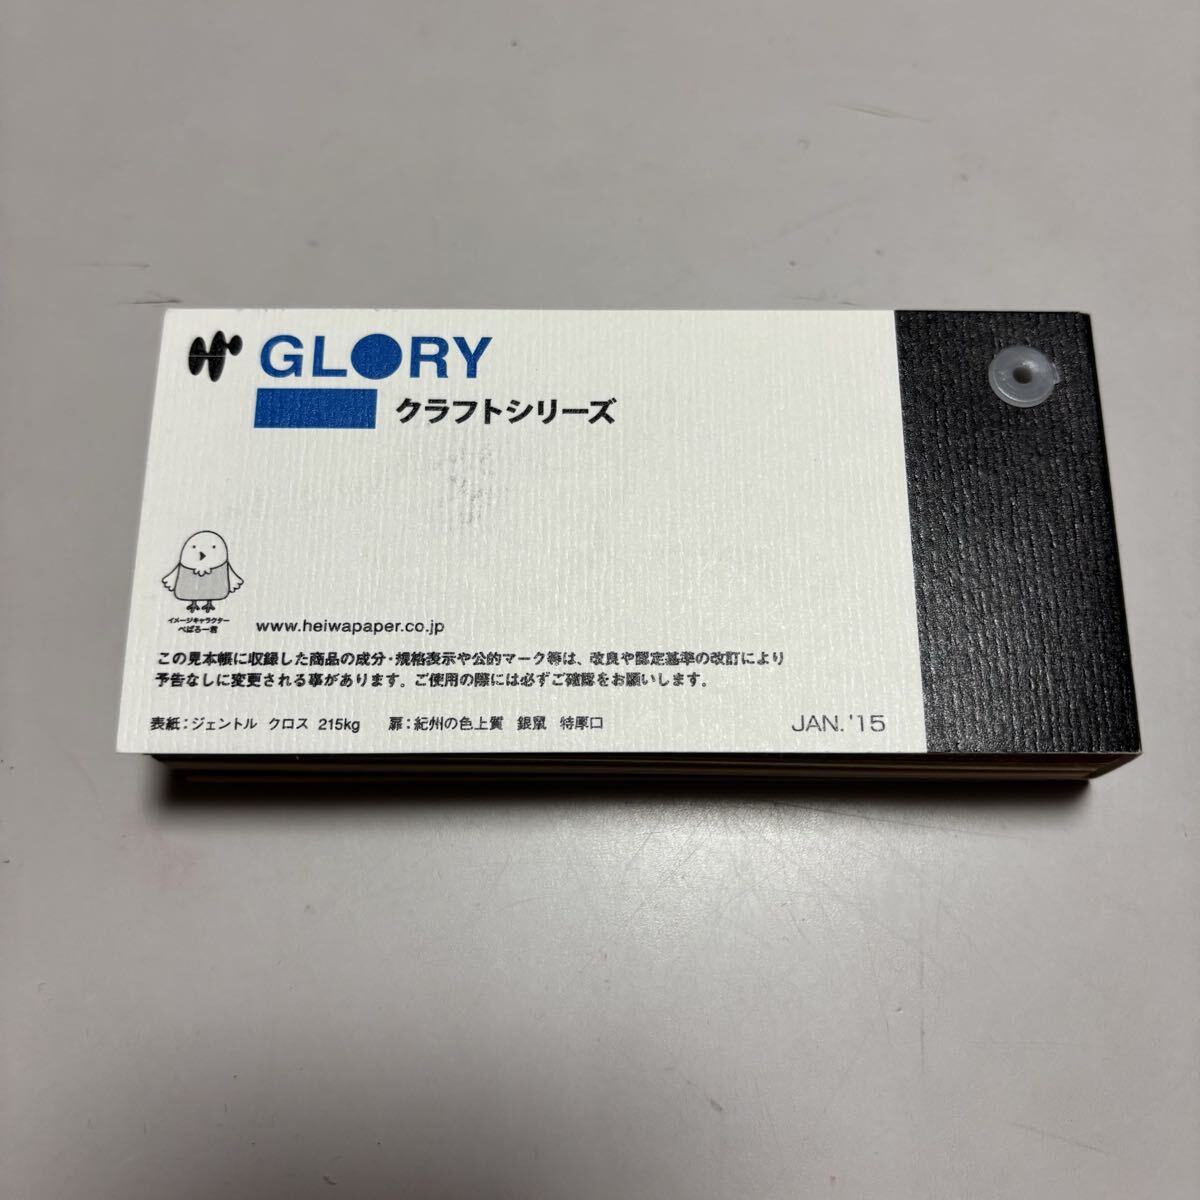 GLORY
クラフトシリーズ
イメージキャラクター
ぺぱろー君
www.heiwapaper.co.jp
この見本帳に収録した商品の成分・規格表示や公的マーク等は、改良や認定基準の改訂により
予告なしに変更される事があります。ご使用の際には必ずご確認をお願いします。
表紙：ジェントル クロス 215kg 扉：紀州の色上質 銀鼠 特厚口
JAN.'15